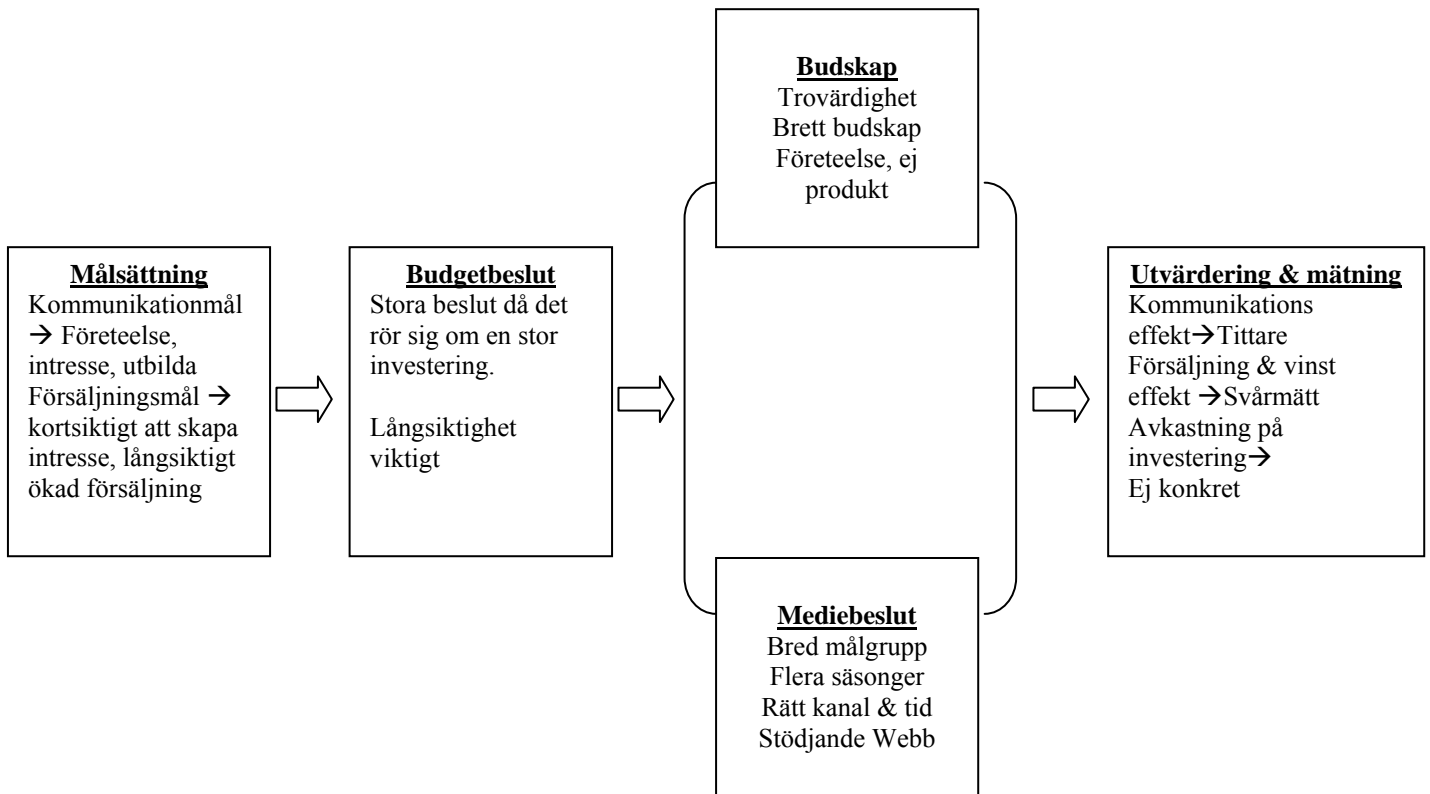 Målsättning
Kommunikationmål
→ Företeelse,
intresse, utbilda
Försäljningsmål →
kortsiktigt att skapa
intresse, långsiktigt
ökad försäljning
Budgetbeslut
Stora beslut då det
rör sig om en stor
investering.
Långsiktighet
viktigt
Budskap
Trovärdighet
Brett budskap
Företeelse, ej
produkt
Mediebeslut
Bred målgrupp
Flera säsonger
Rätt kanal & tid
Stödjande Webb
Utvärdering & mätning
Kommunikations
effekt→Tittare
Försäljning & vinst
effekt →Svårmätt
Avkastning på
investering→
Ej konkret